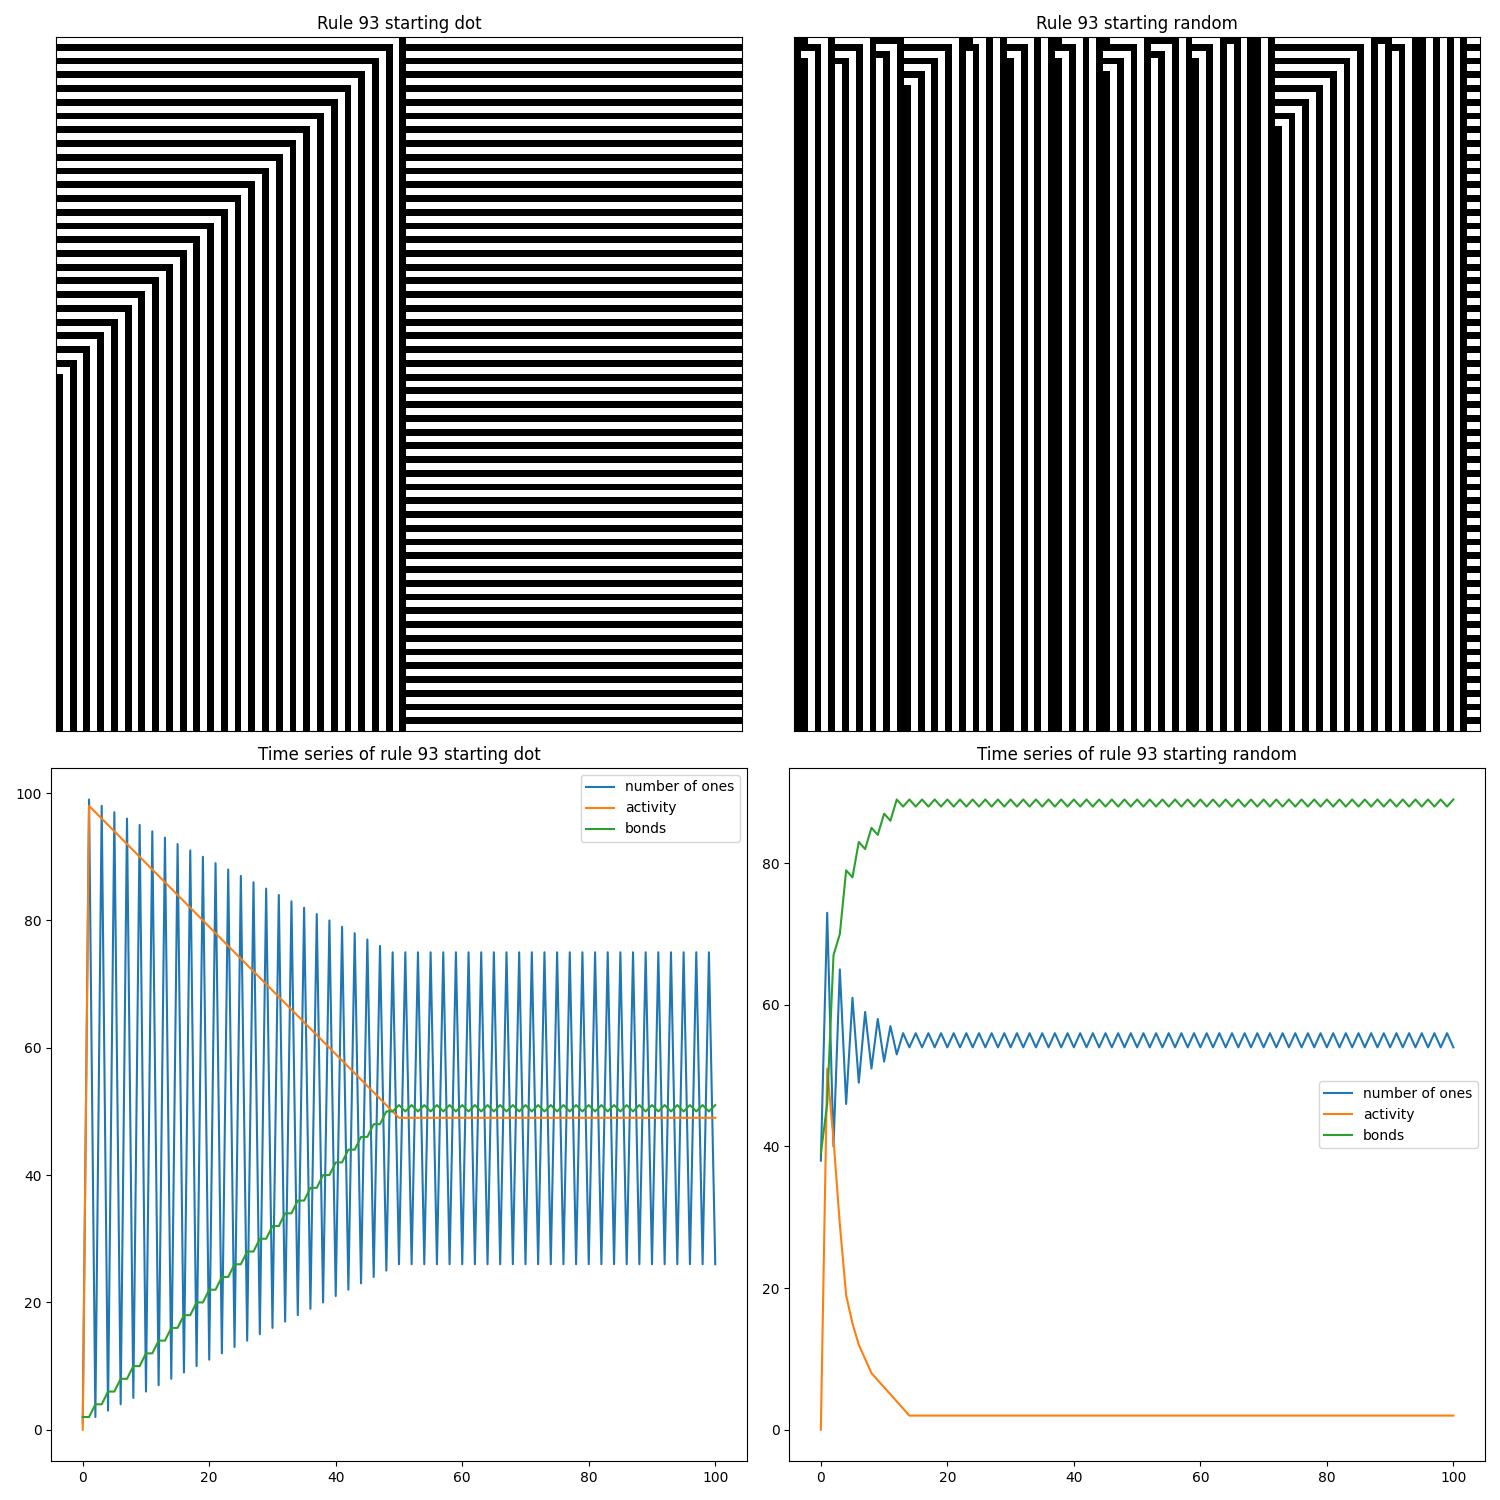 Rule 93 starting dot
Rule 93 starting random
Time series of rule 93 starting dot
100
80
60
40
20
0
0
20
40
60
80
100
number of ones
activity
bonds
Time series of rule 93 starting random
80
60
40
20
0
0
20
40
60
80
100
number of ones
activity
bonds